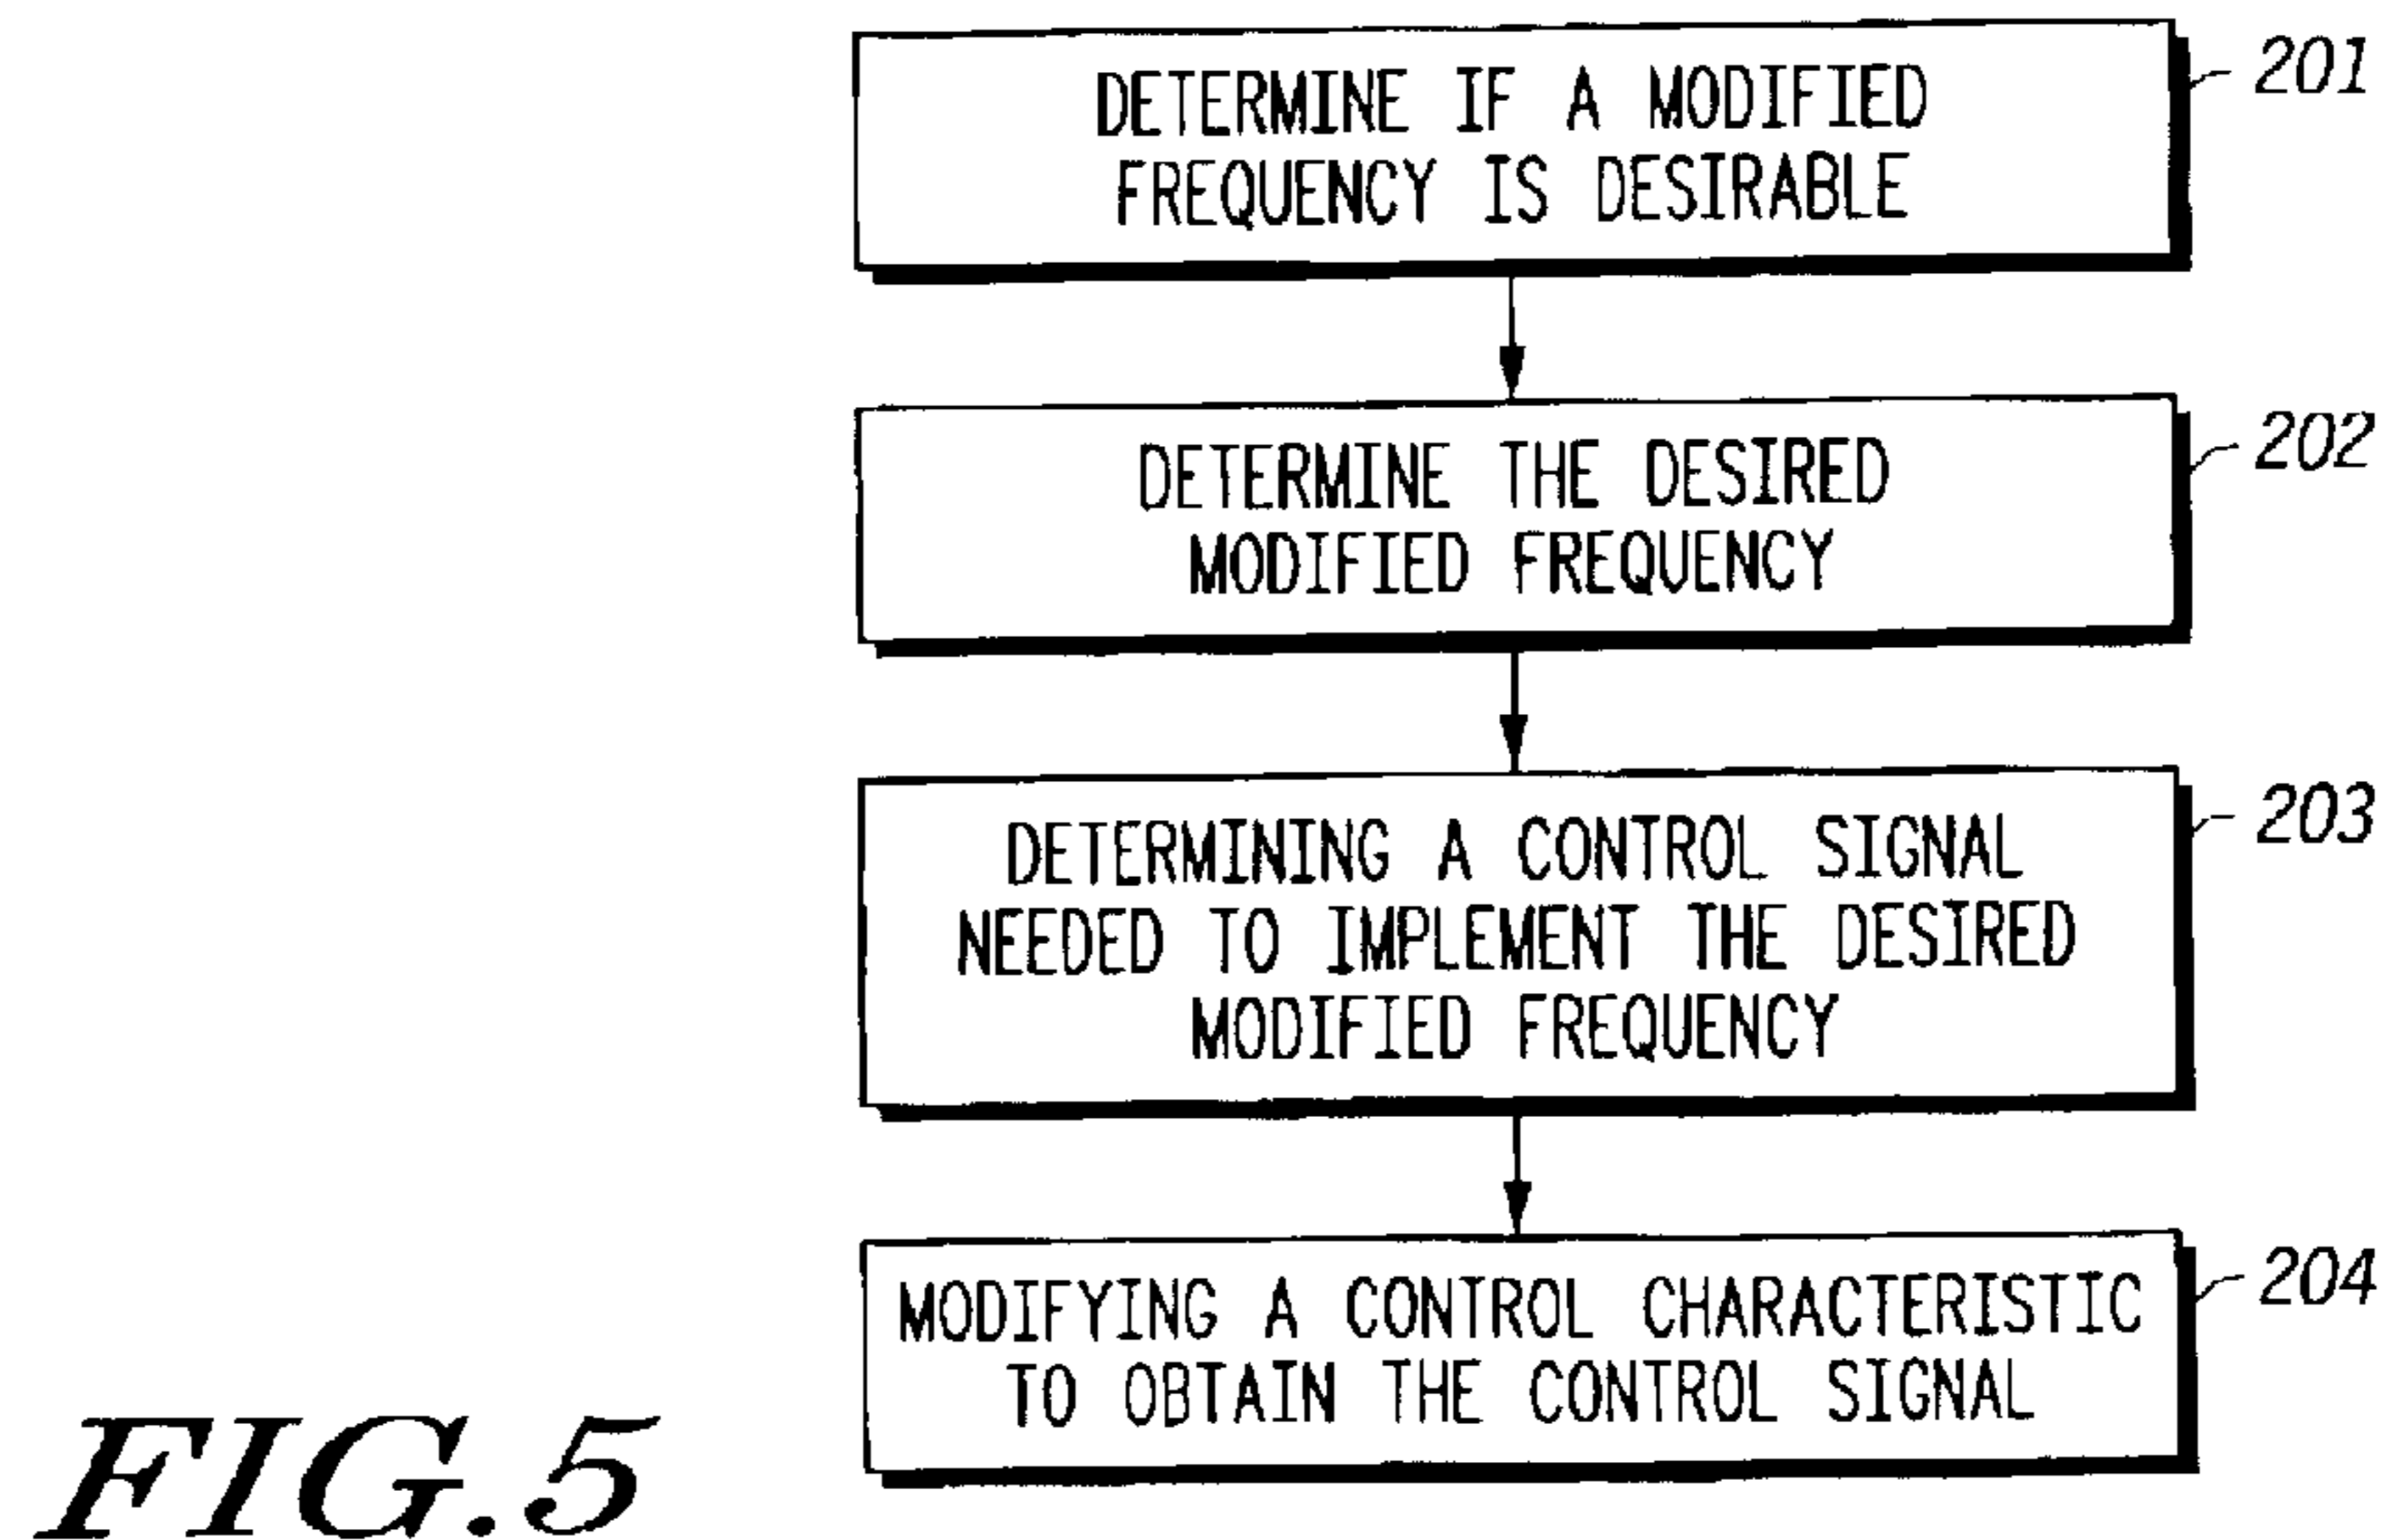 DETERMINE IF A MODIFIED
FREQUENCY IS DESIRABLE
201
DETERMINE THE DESIRED
MODIFIED FREQUENCY
202
DETERMINING A CONTROL SIGNAL
NEEDED TO IMPLEMENT THE DESIRED
MODIFIED FREQUENCY
203
MODIFYING A CONTROL CHARACTERISTIC
TO OBTAIN THE CONTROL SIGNAL
204
FIG.5